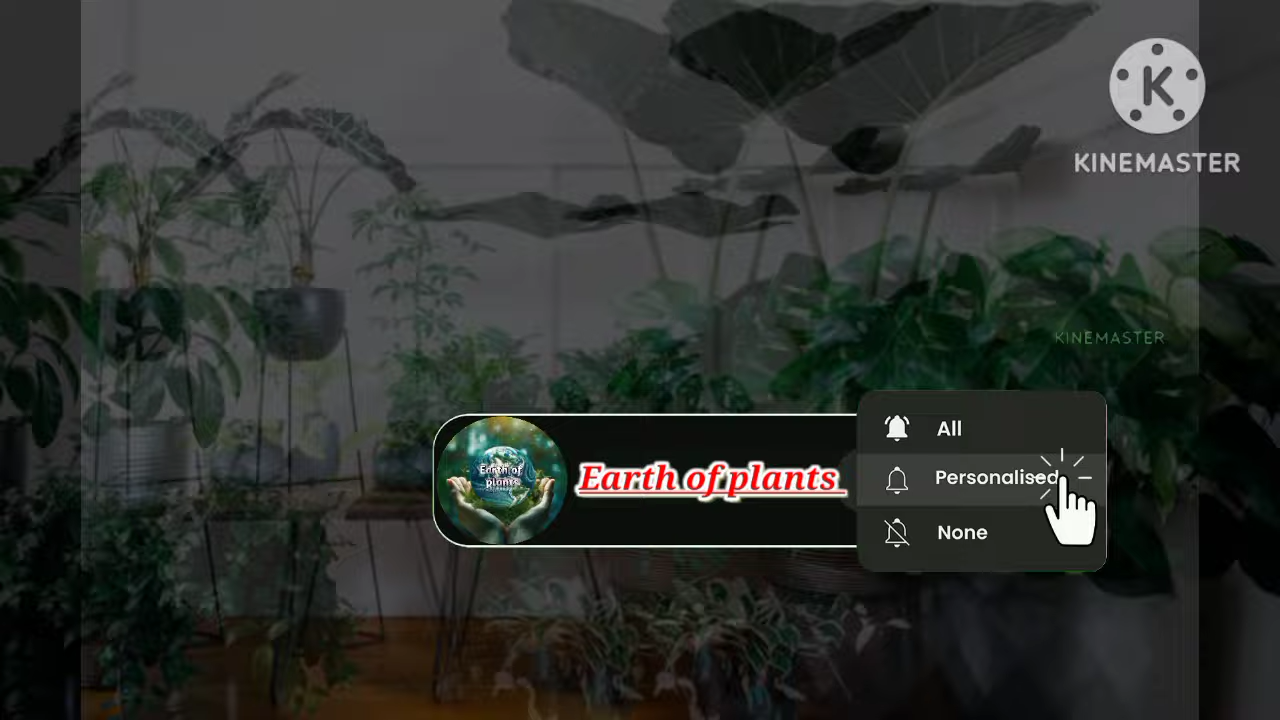 KINEMASTER
KINEMASTER
All
Earth of
plants
Earth of plants
Personalised
None